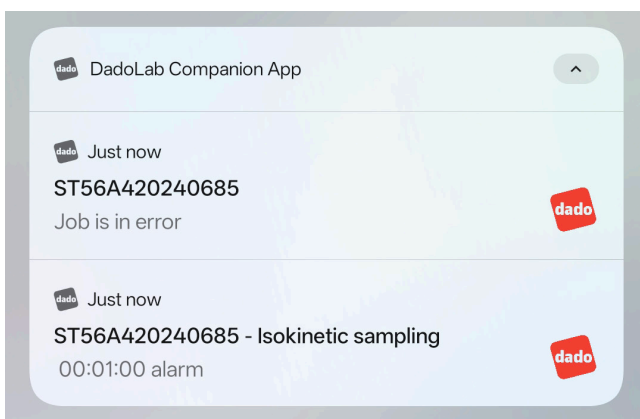 dado DadoLab Companion App
dado Just now
ST56A420240685
Job is in error
dado
dado Just now
ST56A420240685 - Isokinetic sampling
00:01:00 alarm
dado